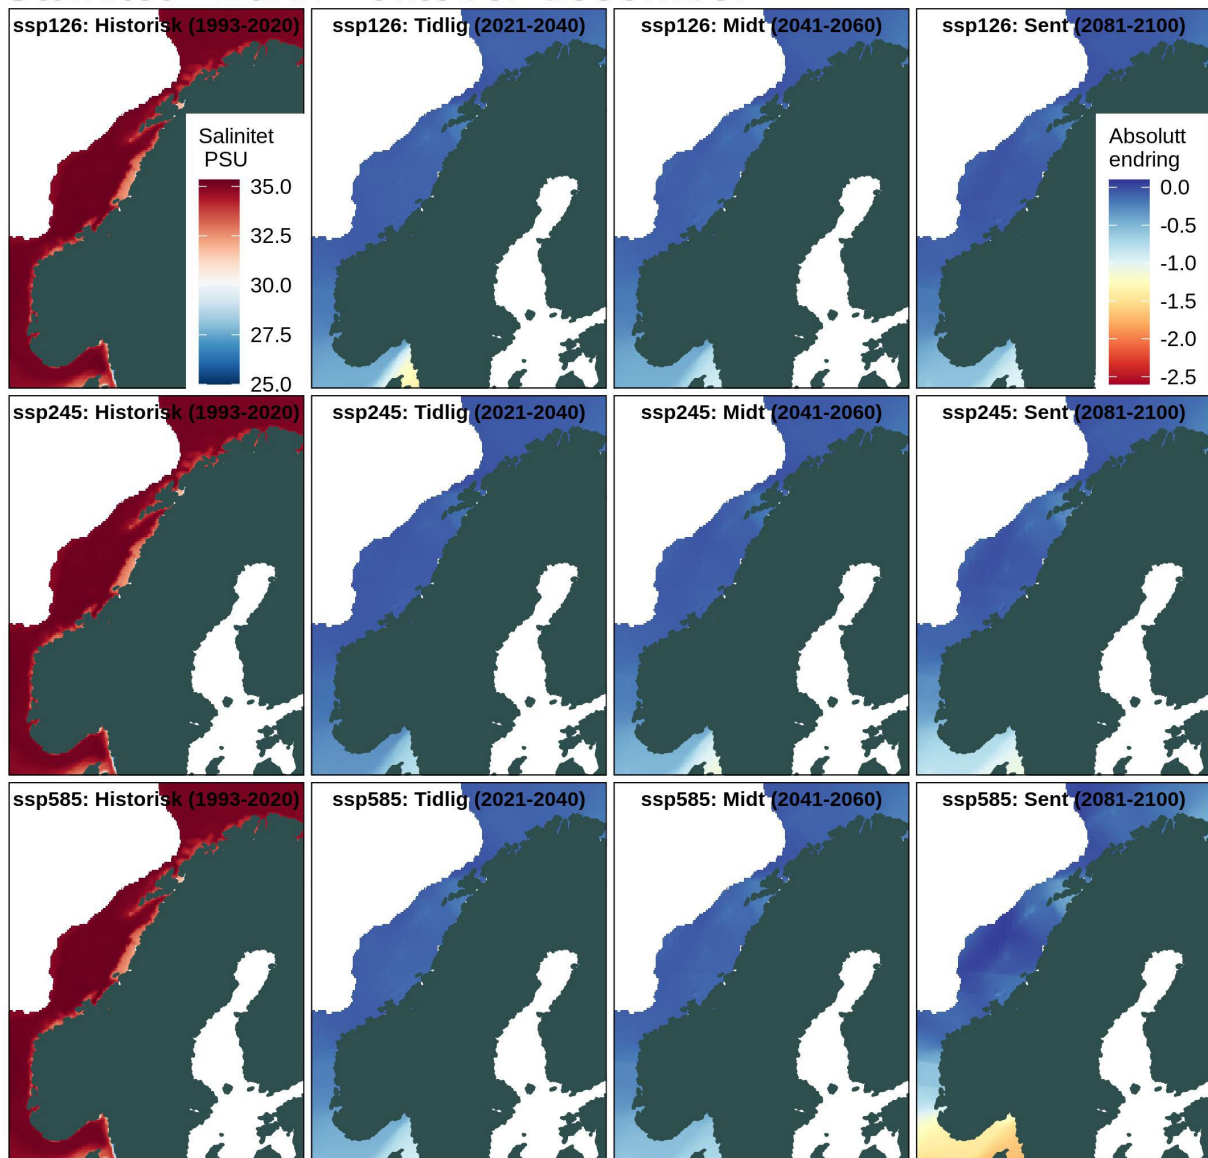 ssp126: Historisk (1993-2020)
ssp126: Tidlig (2021-2040)
ssp126: Midt (2041-2060)
ssp126: Sent (2081-2100)
Salinitet
PSU
35.0
32.5
30.0
27.5
25.0
Absolutt
endring
0.0
-0.5
-1.0
-1.5
-2.0
-2.5
ssp245: Historisk (1993-2020)
ssp245: Tidlig (2021-2040)
ssp245: Midt (2041-2060)
ssp245: Sent (2081-2100)
ssp585: Historisk (1993-2020)
ssp585: Tidlig (2021-2040)
ssp585: Midt (2041-2060)
ssp585: Sent (2081-2100)